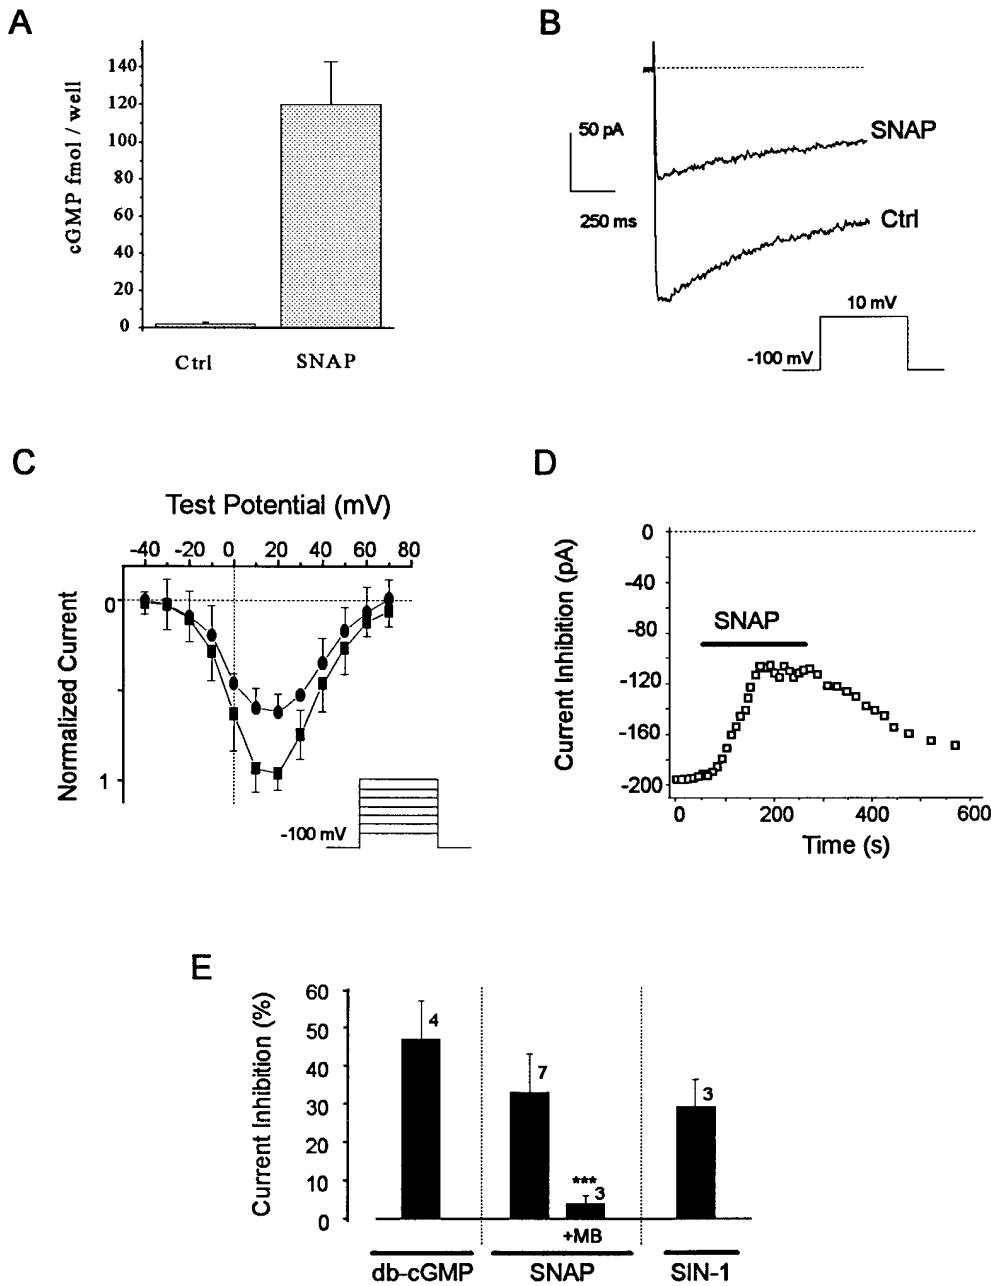 A
cGMP fmol / well
140
120
100
80
60
40
20
0
Ctrl
SNAP
B
50 pA
250 ms
SNAP
Ctrl
10 mV
-100 mV
C
Test Potential (mV)
-40 -20 0 20 40 60 80
Normalized Current
0
1
-100 mV
D
Current Inhibition (pA)
0
-40
-80
-120
-160
-200
SNAP
0 200 400 600
Time (s)
E
Current Inhibition (%)
60
50
40
30
20
10
0
4
7
***
3
3
+MB
db-cGMP
SNAP
SIN-1